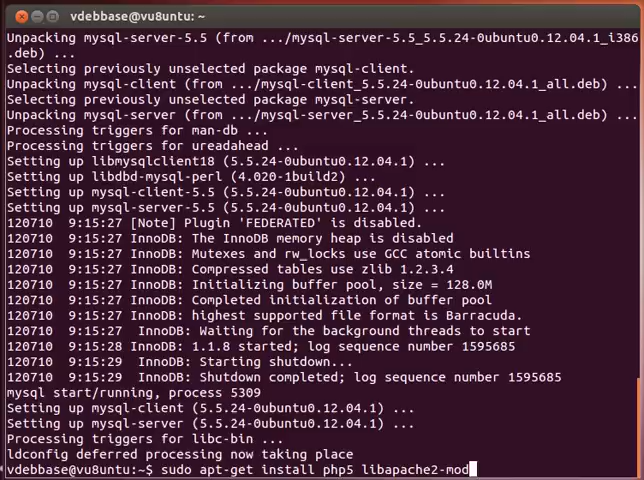 vdebbase@vu8untu: ~
Unpacking mysql-server-5.5 (from .../mysql-server-5.5_5.5.24-0ubuntu0.12.04.1_i386
.deb) ...
Selecting previously unselected package mysql-client.
Unpacking mysql-client (from .../mysql-client_5.5.24-0ubuntu0.12.04.1_all.deb) ...
Selecting previously unselected package mysql-server.
Unpacking mysql-server (from .../mysql-server_5.5.24-0ubuntu0.12.04.1_all.deb) ...
Processing triggers for man-db ...
Processing triggers for ureadahead ...
Setting up libmysqlclient18 (5.5.24-0ubuntu0.12.04.1) ...
Setting up libdbd-mysql-perl (4.020-1build2) ...
Setting up mysql-client-5.5 (5.5.24-0ubuntu0.12.04.1) ...
Setting up mysql-server-5.5 (5.5.24-0ubuntu0.12.04.1) ...
120710  9:15:27 [Note] Plugin 'FEDERATED' is disabled.
120710  9:15:27 InnoDB: The InnoDB memory heap is disabled
120710  9:15:27 InnoDB: Mutexes and rw_locks use GCC atomic builtins
120710  9:15:27 InnoDB: Compressed tables use zlib 1.2.3.4
120710  9:15:27 InnoDB: Initializing buffer pool, size = 128.0M
120710  9:15:27 InnoDB: Completed initialization of buffer pool
120710  9:15:27 InnoDB: highest supported file format is Barracuda.
120710  9:15:27  InnoDB: Waiting for the background threads to start
120710  9:15:28 InnoDB: 1.1.8 started; log sequence number 1595685
120710  9:15:29  InnoDB: Starting shutdown...
120710  9:15:29  InnoDB: Shutdown completed; log sequence number 1595685
mysql start/running, process 5309
Setting up mysql-client (5.5.24-0ubuntu0.12.04.1) ...
Setting up mysql-server (5.5.24-0ubuntu0.12.04.1) ...
Processing triggers for libc-bin ...
ldconfig deferred processing now taking place
vdebbase@vu8untu:~$ sudo apt-get install php5 libapache2-mod